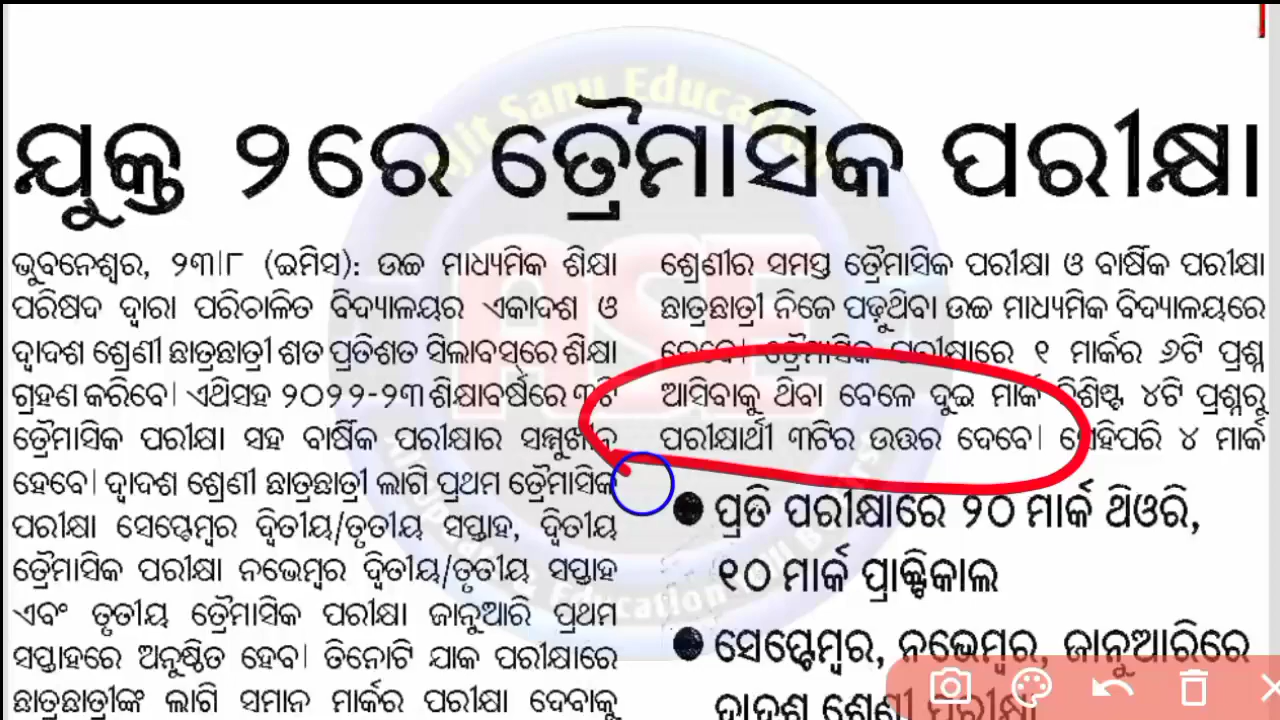 ଯୁକ୍ତ ୨ରେ ତ୍ରୈମାସିକ ପରୀକ୍ଷା
ଭୁବନେଶ୍ୱର, ୨୩।୮ (ଇମିସ): ଉଚ୍ଚ ମାଧ୍ୟମିକ ଶିକ୍ଷା
ପରିଷଦ ଦ୍ୱାରା ପରିଚାଳିତ ବିଦ୍ୟାଳୟର ଏକାଦଶ ଓ
ଦ୍ୱାଦଶ ଶ୍ରେଣୀ ଛାତ୍ରଛାତ୍ରୀ ଶତ ପ୍ରତିଶତ ସିଲାବସ୍‌ରେ ଶିକ୍ଷା
ଗ୍ରହଣ କରିବେ। ଏଥିସହ ୨୦୨୨-୨୩ ଶିକ୍ଷାବର୍ଷରେ ୩ଟି
ତ୍ରୈମାସିକ ପରୀକ୍ଷା ସହ ବାର୍ଷିକ ପରୀକ୍ଷାର ସମ୍ମୁଖୀନ
ହେବେ। ଦ୍ୱାଦଶ ଶ୍ରେଣୀ ଛାତ୍ରଛାତ୍ରୀ ଲାଗି ପ୍ରଥମ ତ୍ରୈମାସିକ
ପରୀକ୍ଷା ସେପ୍ଟେମ୍ବର ଦ୍ୱିତୀୟ/ତୃତୀୟ ସପ୍ତାହ, ଦ୍ୱିତୀୟ
ତ୍ରୈମାସିକ ପରୀକ୍ଷା ନଭେମ୍ବର ଦ୍ୱିତୀୟ/ତୃତୀୟ ସପ୍ତାହ
ଏବଂ ତୃତୀୟ ତ୍ରୈମାସିକ ପରୀକ୍ଷା ଜାନୁଆରି ପ୍ରଥମ
ସପ୍ତାହରେ ଅନୁଷ୍ଠିତ ହେବ। ତିନୋଟି ଯାକ ପରୀକ୍ଷାରେ
ଛାତ୍ରଛାତ୍ରୀଙ୍କ ଲାଗି ସମାନ ମାର୍କର ପରୀକ୍ଷା ଦେବାକୁ
ଶ୍ରେଣୀର ସମସ୍ତ ତ୍ରୈମାସିକ ପରୀକ୍ଷା ଓ ବାର୍ଷିକ ପରୀକ୍ଷା
ଛାତ୍ରଛାତ୍ରୀ ନିଜେ ପଢ଼ୁଥିବା ଉଚ୍ଚ ମାଧ୍ୟମିକ ବିଦ୍ୟାଳୟରେ
ଦେବେ। ତ୍ରୈମାସିକ ପରୀକ୍ଷାରେ ୧ ମାର୍କର ୬ଟି ପ୍ରଶ୍ନ
ଆସିବାକୁ ଥିବା ବେଳେ ଦୁଇ ମାର୍କ ବିଶିଷ୍ଟ ୪ଟି ପ୍ରଶ୍ନରୁ
ପରୀକ୍ଷାର୍ଥୀ ୩ଟିର ଉତ୍ତର ଦେବେ। ସେହିପରି ୪ ମାର୍କ
● ପ୍ରତି ପରୀକ୍ଷାରେ ୨୦ ମାର୍କ ଥିଓରି,
୧୦ ମାର୍କ ପ୍ରାକ୍ଟିକାଲ
● ସେପ୍ଟେମ୍ବର, ନଭେମ୍ବର, ଜାନୁଆରିରେ
ଦ୍ୱାଦଶ ଶ୍ରେଣୀ ପରୀକ୍ଷା
ASE